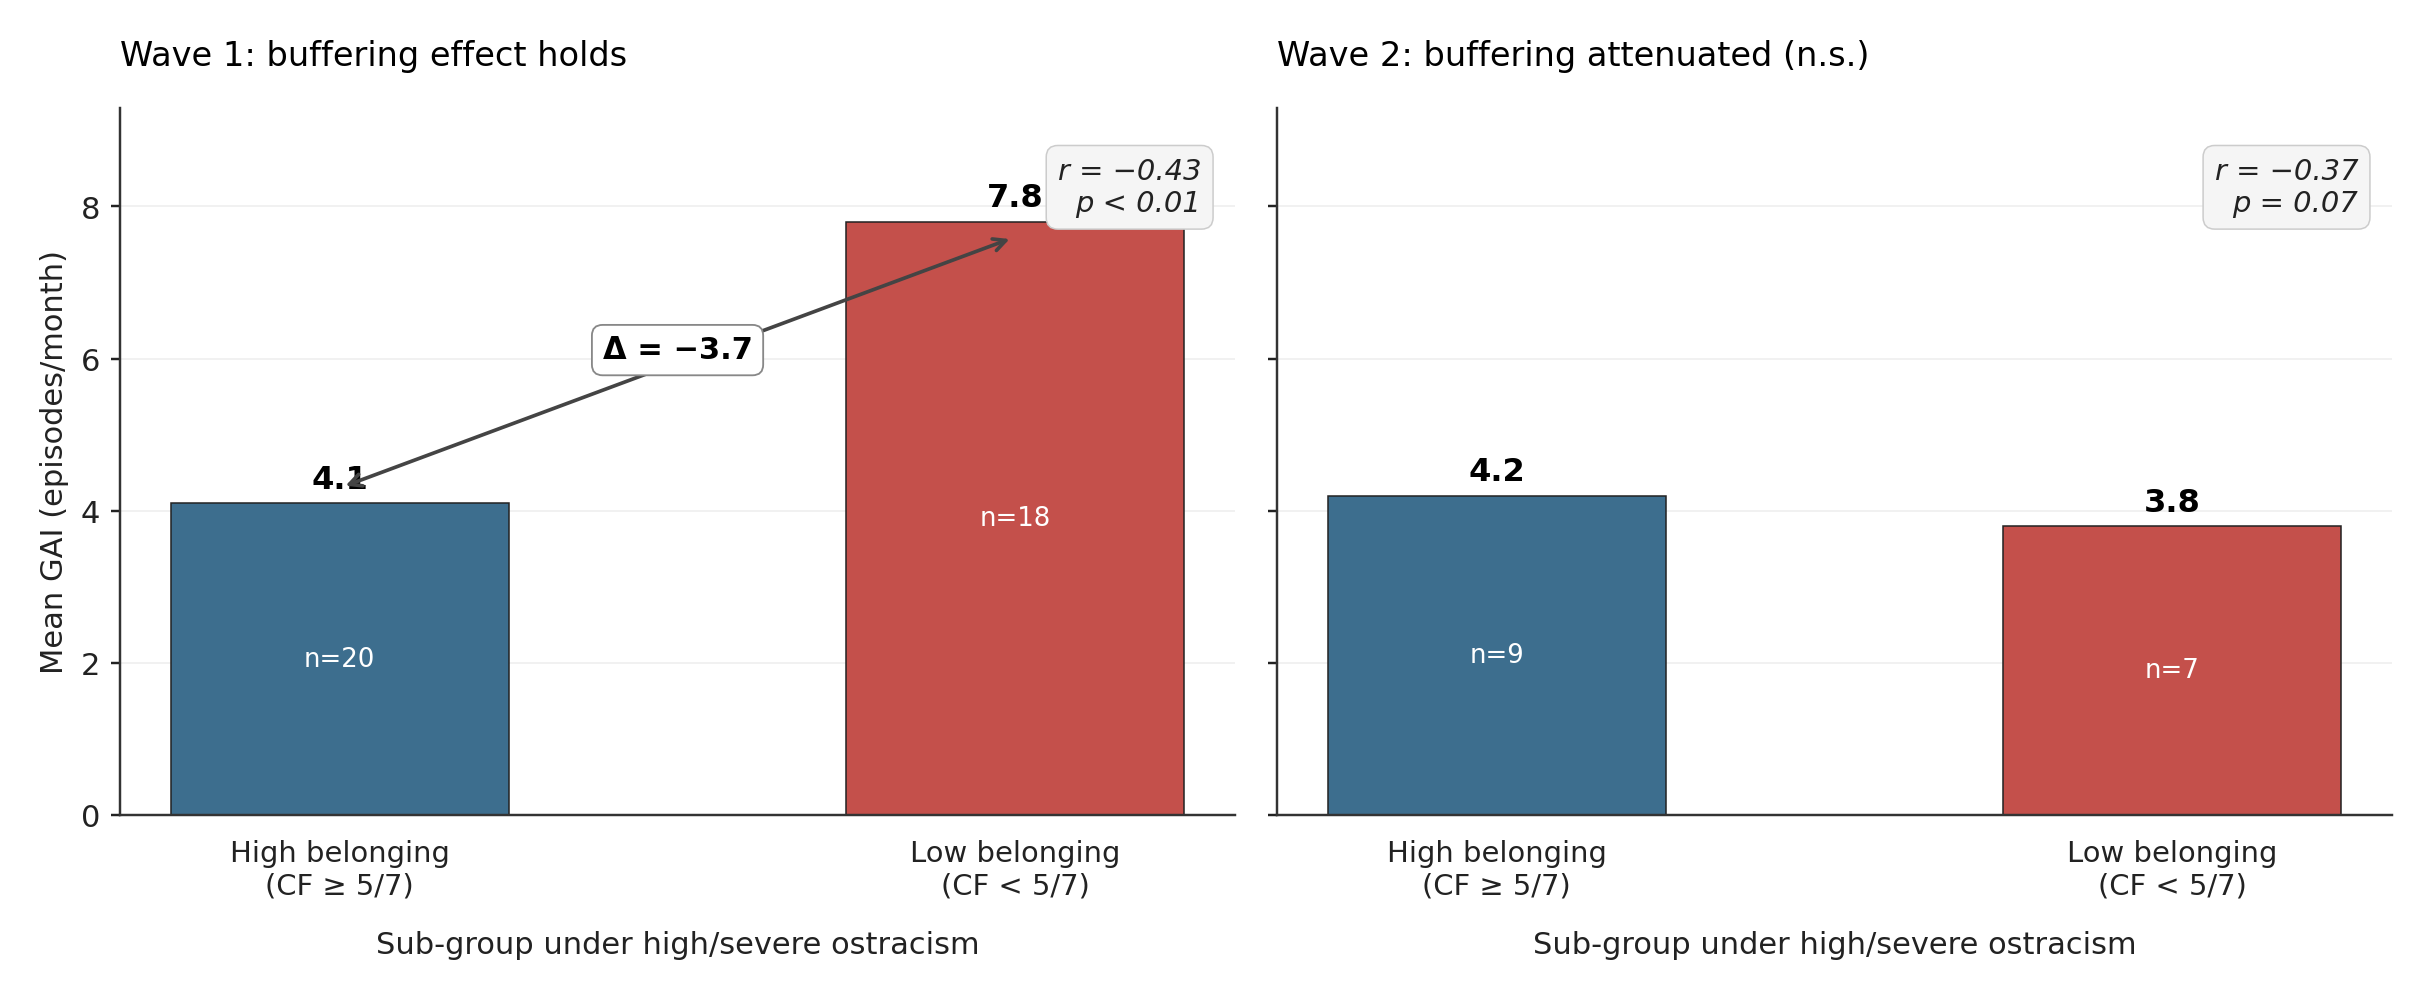 Wave 1: buffering effect holds
Mean GAI (episodes/month)
8
6
4
2
0
4.1
n=20
Δ = −3.7
7.8
r = −0.43
p < 0.01
n=18
High belonging
(CF ≥ 5/7)
Low belonging
(CF < 5/7)
Sub-group under high/severe ostracism
Wave 2: buffering attenuated (n.s.)
r = −0.37
p = 0.07
4.2
n=9
3.8
n=7
High belonging
(CF ≥ 5/7)
Low belonging
(CF < 5/7)
Sub-group under high/severe ostracism